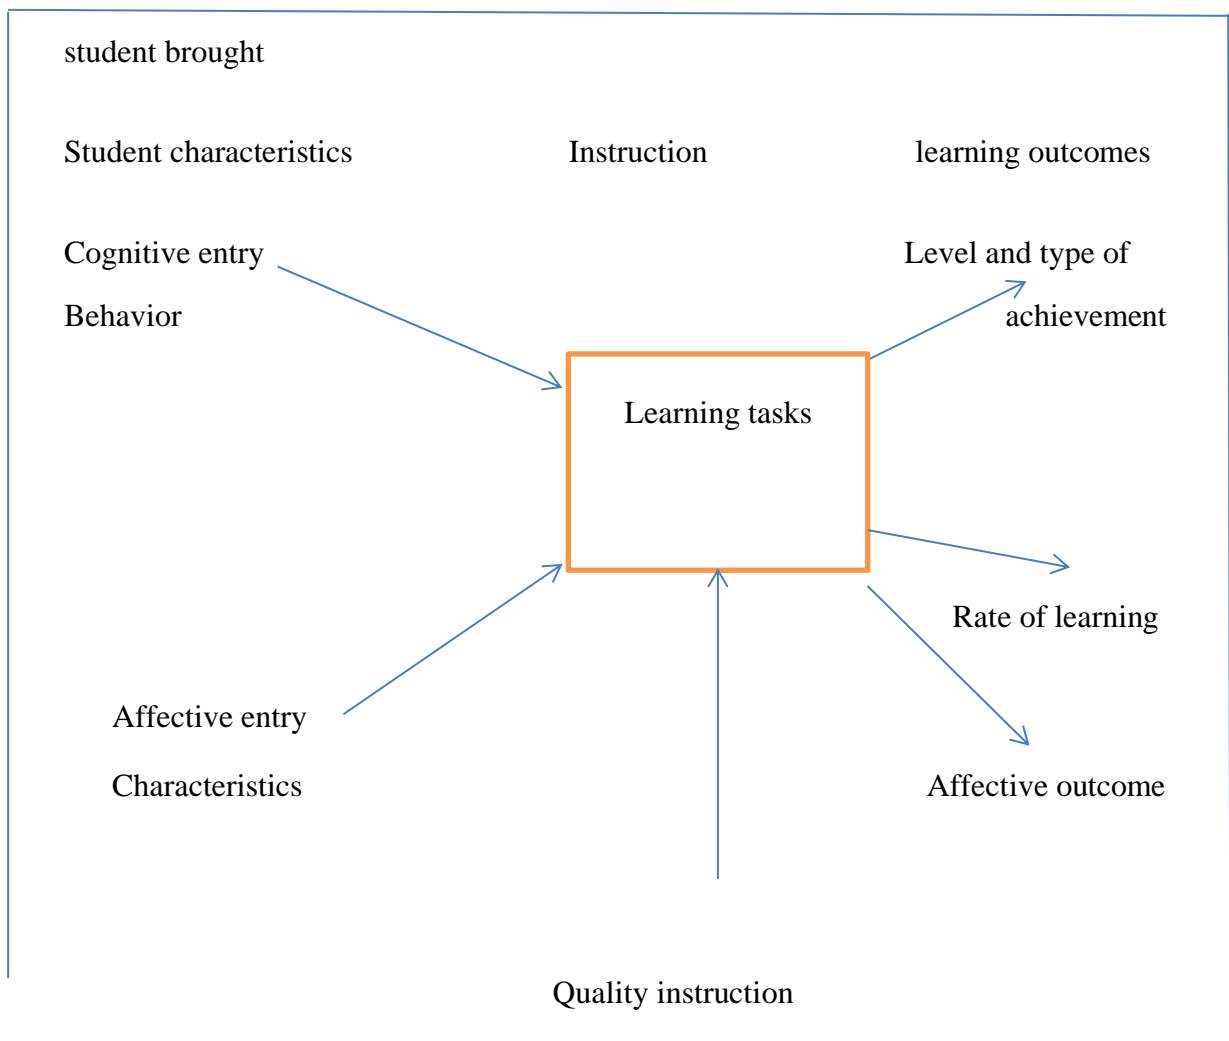 student brought
Student characteristics
Instruction
learning outcomes
Cognitive entry
Behavior
Level and type of
achievement
Learning tasks
Rate of learning
Affective entry
Characteristics
Affective outcome
Quality instruction